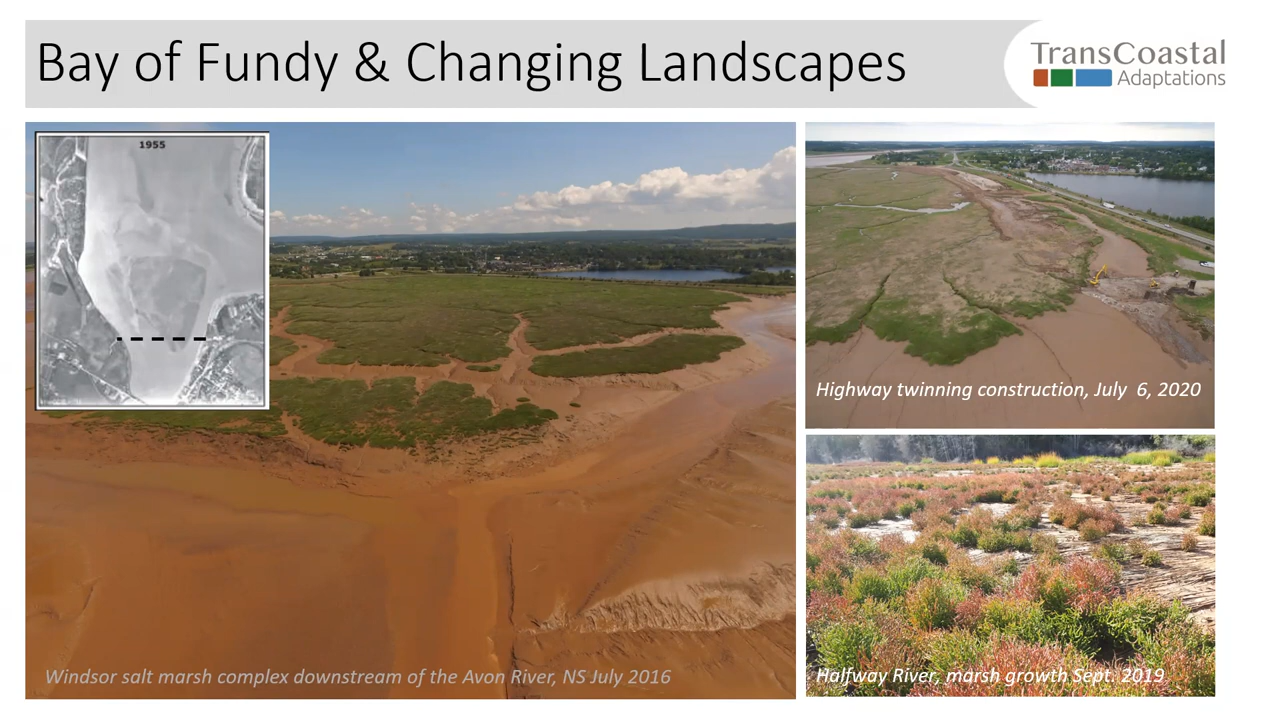 Bay of Fundy & Changing Landscapes
TransCoastal
Adaptations
1955
Highway twinning construction, July 6, 2020
Windsor salt marsh complex downstream of the Avon River, NS July 2016
Halfway River, marsh growth Sept. 2019